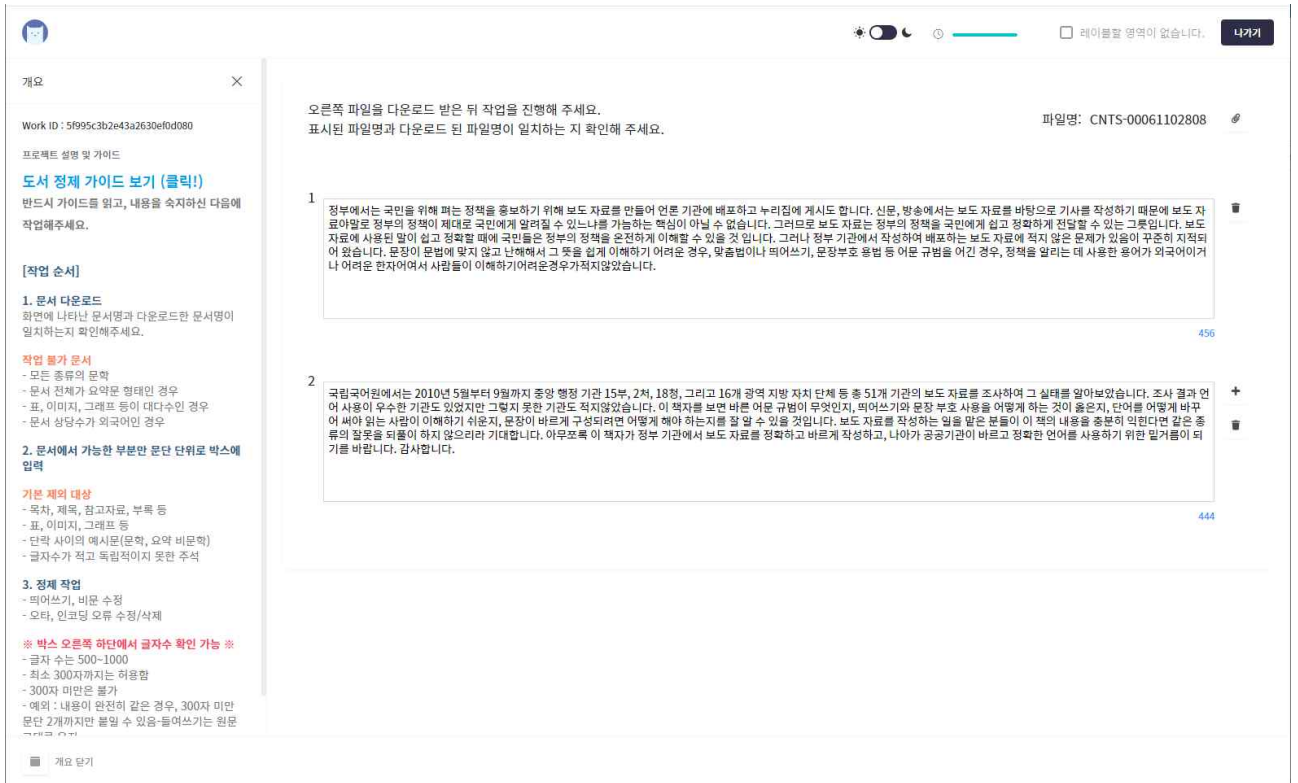 레이블할 영역이 없습니다.
나가기
개요
Work ID : 5f995c3b2e43a2630ef0d080
프로젝트 설명 및 가이드
도서 정제 가이드 보기 (클릭!)
반드시 가이드를 읽고, 내용을 숙지하신 다음에
작업해주세요.
[작업 순서]
1. 문서 다운로드
화면에 나타난 문서명과 다운로드한 문서명이
일치하는지 확인해주세요.
작업 불가 문서
- 모든 종류의 문학
- 문서 전체가 요약문 형태인 경우
- 표, 이미지, 그래프 등이 대다수인 경우
- 문서 상당수가 외국어인 경우
2. 문서에서 가능한 부분만 문단 단위로 박스에
입력
기본 제외 대상
- 목차, 제목, 참고자료, 부록 등
- 표, 이미지, 그래프 등
- 단락 사이의 예시문(문학, 요약 비문학)
- 글자수가 적고 독립적이지 못한 주석
3. 정제 작업
- 띄어쓰기, 비문 수정
- 오타, 인코딩 오류 수정/삭제
※ 박스 오른쪽 하단에서 글자수 확인 가능 ※
- 글자 수는 500~1000
- 최소 300자까지는 허용함
- 300자 미만은 불가
- 예외 : 내용이 완전히 같은 경우, 300자 미만
문단 2개까지만 붙일 수 있음-들여쓰기는 원문
개요 닫기
오른쪽 파일을 다운로드 받은 뒤 작업을 진행해 주세요.
표시된 파일명과 다운로드 된 파일명이 일치하는 지 확인해 주세요.
파일명: CNTS-00061102808
1
정부에서는 국민을 위해 펴는 정책을 홍보하기 위해 보도 자료를 만들어 언론 기관에 배포하고 누리집에 게시도 합니다. 신문, 방송에서는 보도 자료를 바탕으로 기사를 작성하기 때문에 보도 자
료야말로 정부의 정책이 제대로 국민에게 알려질 수 있느냐를 가늠하는 핵심이 아닐 수 없습니다. 그러므로 보도 자료는 정부의 정책을 국민에게 쉽고 정확하게 전달할 수 있는 그릇입니다. 보도
자료에 사용된 말이 쉽고 정확할 때에 국민들은 정부의 정책을 온전하게 이해할 수 있을 것 입니다. 그러나 정부 기관에서 작성하여 배포하는 보도 자료에 적지 않은 문제가 있음이 꾸준히 지적되
어 왔습니다. 문장이 문법에 맞지 않고 난해해서 그 뜻을 쉽게 이해하기 어려운 경우, 맞춤법이나 띄어쓰기, 문장부호 용법 등 어문 규범을 어긴 경우, 정책을 알리는 데 사용한 용어가 외국어이거
나 어려운 한자어여서 사람들이 이해하기어려운경우가적지않았습니다.
456
2
국립국어원에서는 2010년 5월부터 9월까지 중앙 행정 기관 15부, 2처, 18청, 그리고 16개 광역 지방 자치 단체 등 총 51개 기관의 보도 자료를 조사하여 그 실태를 알아보았습니다. 조사 결과 언
어 사용이 우수한 기관도 있었지만 그렇지 못한 기관도 적지않았습니다. 이 책자를 보면 바른 어문 규범이 무엇인지, 띄어쓰기와 문장 부호 사용을 어떻게 하는 것이 옳은지, 단어를 어떻게 바꾸
어 써야 읽는 사람이 이해하기 쉬운지, 문장이 바르게 구성되려면 어떻게 해야 하는지를 잘 알 수 있을 것입니다. 보도 자료를 작성하는 일을 맡은 분들이 이 책의 내용을 충분히 익힌다면 같은 종
류의 잘못을 되풀이 하지 않으리라 기대합니다. 아무쪼록 이 책자가 정부 기관에서 보도 자료를 정확하고 바르게 작성하고, 나아가 공공기관이 바르고 정확한 언어를 사용하기 위한 밑거름이 되
기를 바랍니다. 감사합니다.
444